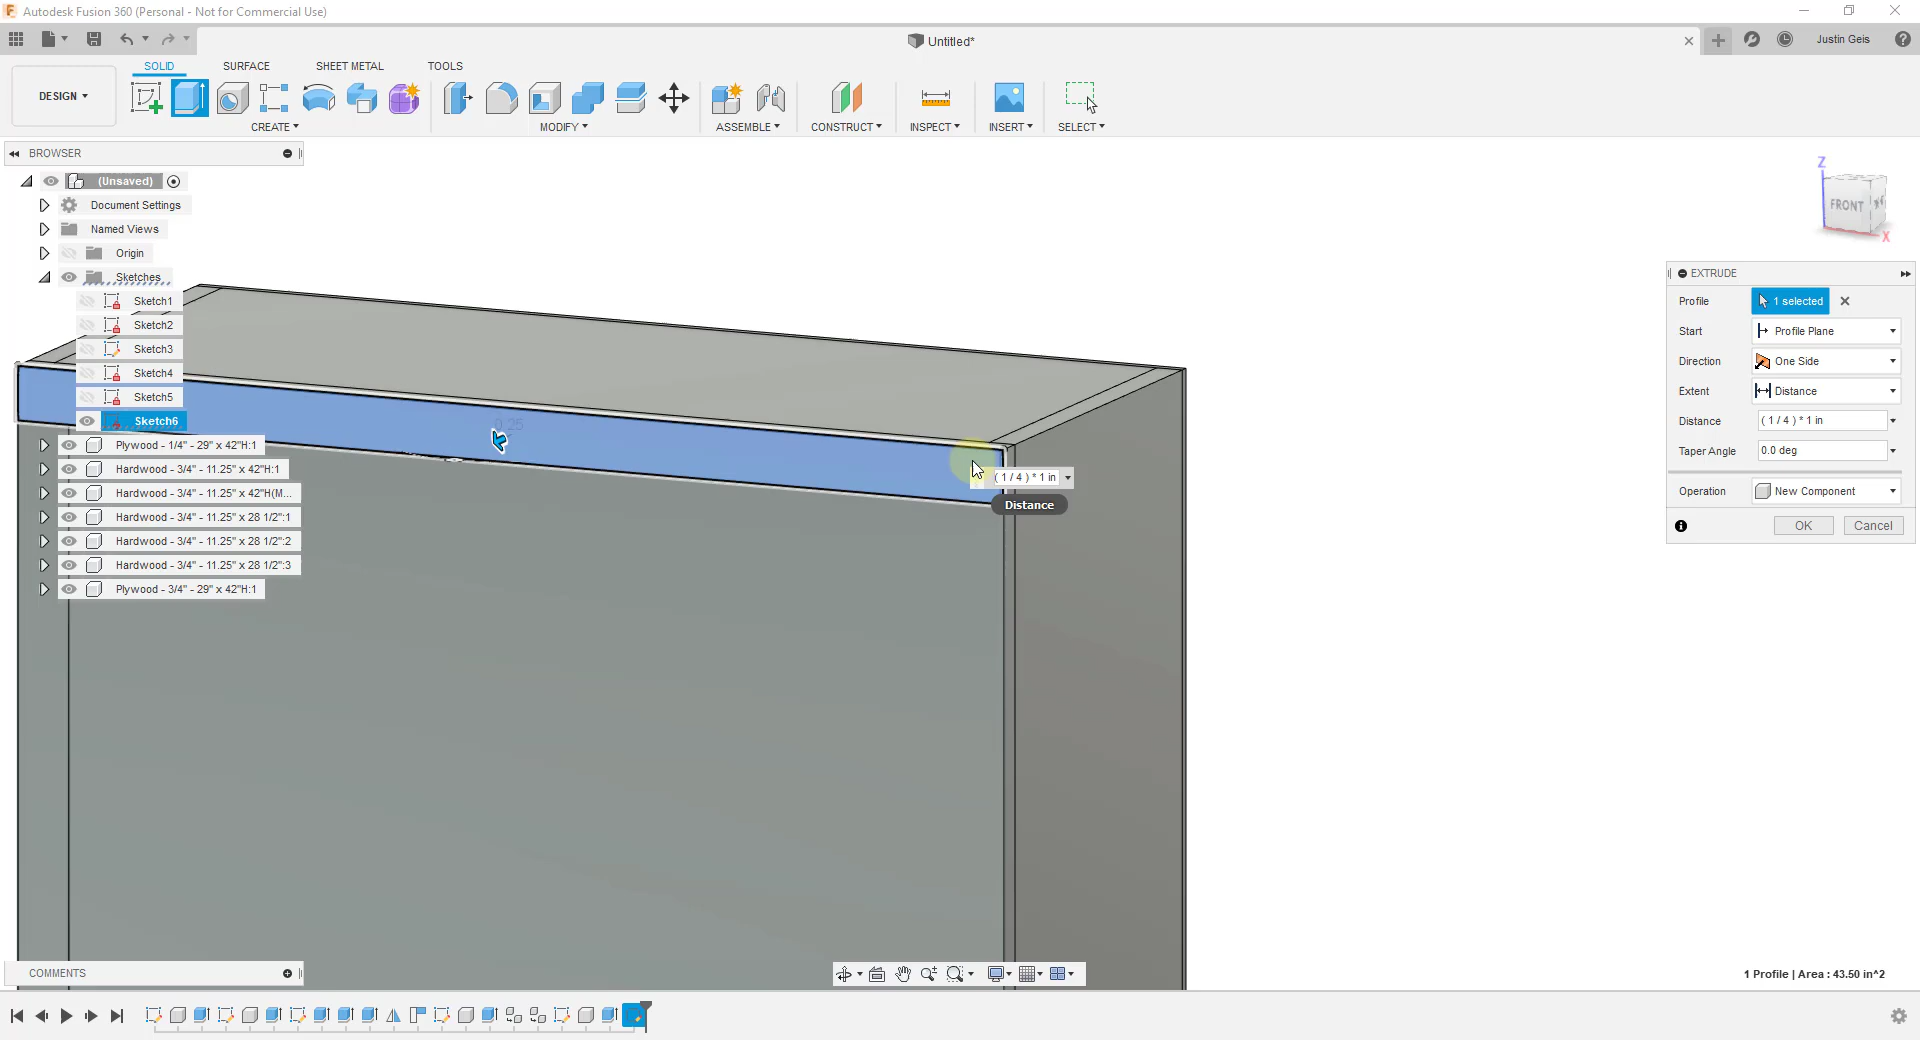 Autodesk Fusion 360 (Personal - Not for Commercial Use)
Untitled*
Justin Geis
DESIGN
SOLID
SURFACE
SHEET METAL
TOOLS
CREATE
MODIFY
ASSEMBLE
CONSTRUCT
INSPECT
INSERT
SELECT
BROWSER
(Unsaved)
Document Settings
Named Views
Origin
Sketches
Sketch1
Sketch2
Sketch3
Sketch4
Sketch5
Sketch6
Plywood - 1/4" - 29" x 42"H:1
Hardwood - 3/4" - 11.25" x 42"H:1
Hardwood - 3/4" - 11.25" x 42"H(M...
Hardwood - 3/4" - 11.25" x 28 1/2":1
Hardwood - 3/4" - 11.25" x 28 1/2":2
Hardwood - 3/4" - 11.25" x 28 1/2":3
Plywood - 3/4" - 29" x 42"H:1
0.25
( 1 / 4 ) * 1 in
Distance
Z
FRONT
X
EXTRUDE
Profile
1 selected
Start
Profile Plane
Direction
One Side
Extent
Distance
Distance
( 1 / 4 ) * 1 in
Taper Angle
0.0 deg
Operation
New Component
OK
Cancel
COMMENTS
1 Profile | Area : 43.50 in^2